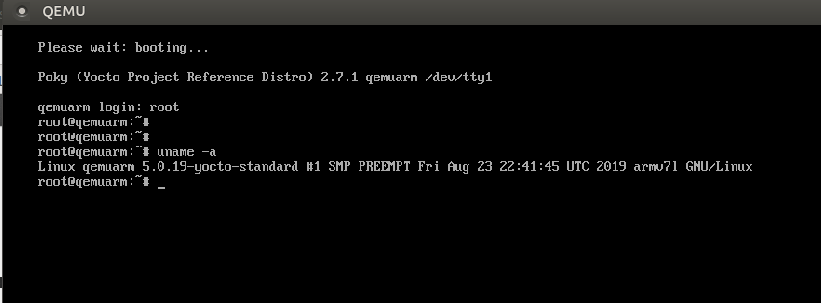 QEMU
Please wait: booting...
Poky (Yocto Project Reference Distro) 2.7.1 qemuarm /dev/tty1
qemuarm login: root
root@qemuarm:~#
root@qemuarm:~#
root@qemuarm:~# uname -a
Linux qemuarm 5.0.19-yocto-standard #1 SMP PREEMPT Fri Aug 23 22:41:45 UTC 2019 armv7l GNU/Linux
root@qemuarm:~# _